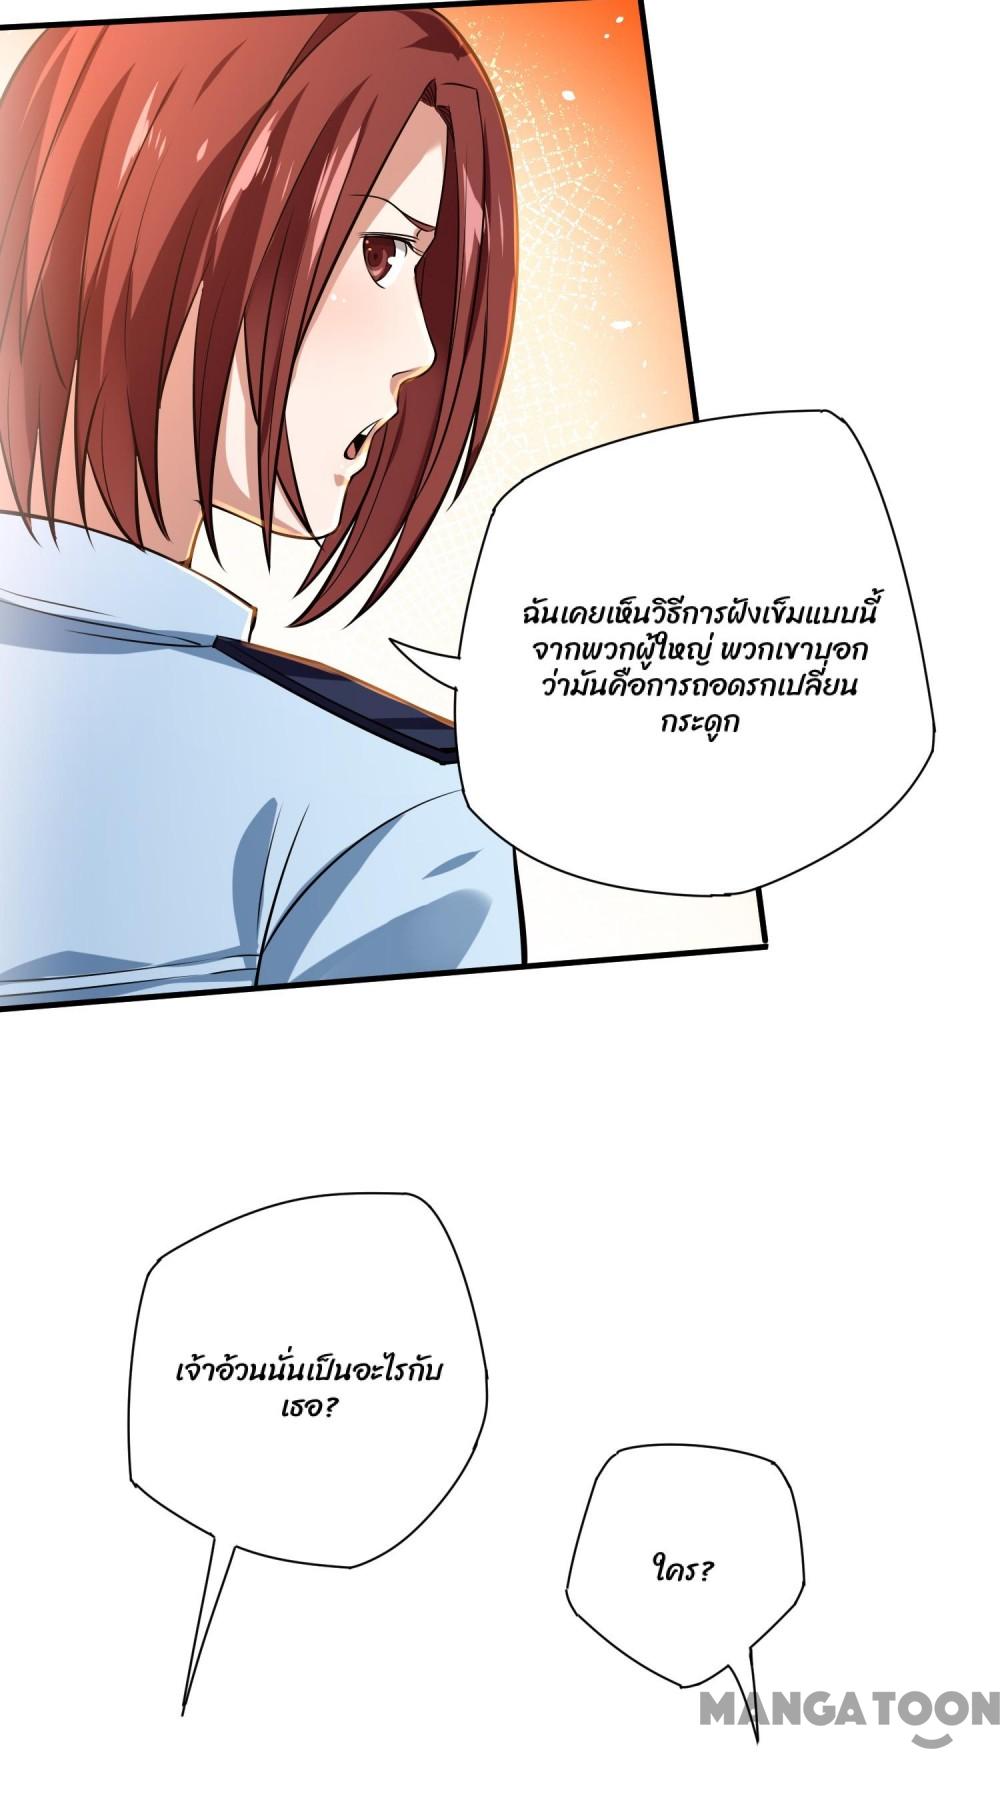 ฉันเคยเห็นวิธีการฝังเข็มแบบนี้
จากพวกผู้ใหญ่ พวกเขาบอก
ว่ามันคือการถอดรกเปลี่ยน
กระดูก
เจ้าอ้วนนั่นเป็นอะไรกับ
เธอ?
ใคร?
MANGATOON